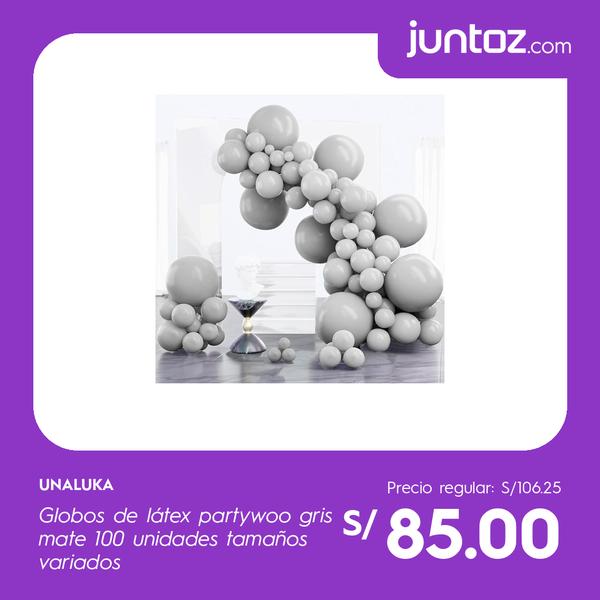 juntoz.com
UNALUKA
Globos de látex partywoo gris
mate 100 unidades tamaños
variados
Precio regular: S/106.25
S/ 85.00